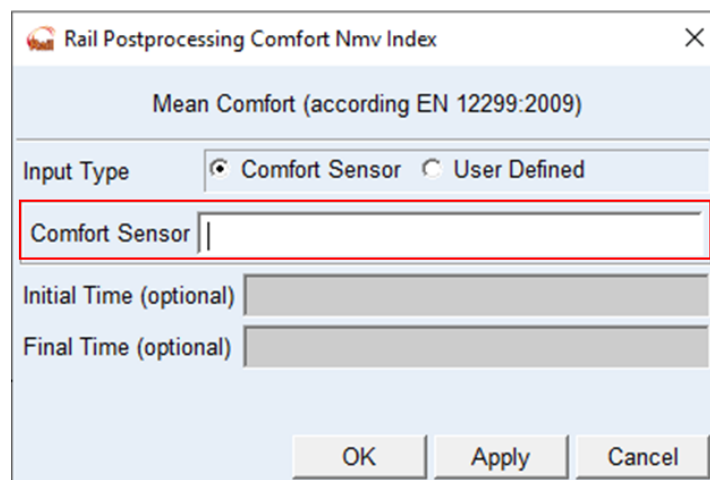 Rail Postprocessing Comfort Nmv Index
Mean Comfort (according EN 12299:2009)
Input Type Comfort Sensor User Defined
Comfort Sensor
Initial Time (optional)
Final Time (optional)
OK Apply Cancel